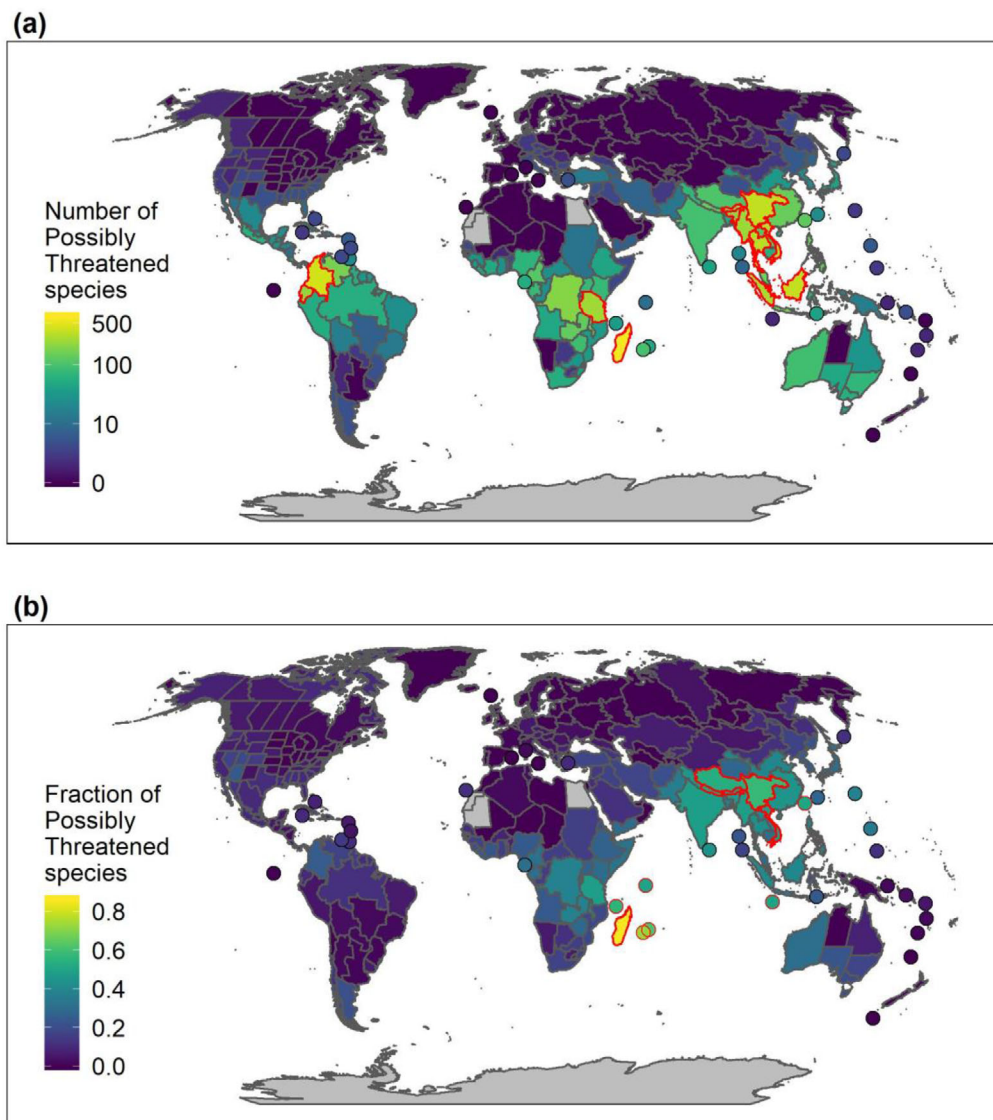 (a)
Number of
Possibly
Threatened
species
500
100
10
0
(b)
Fraction of
Possibly
Threatened
species
0.8
0.6
0.4
0.2
0.0